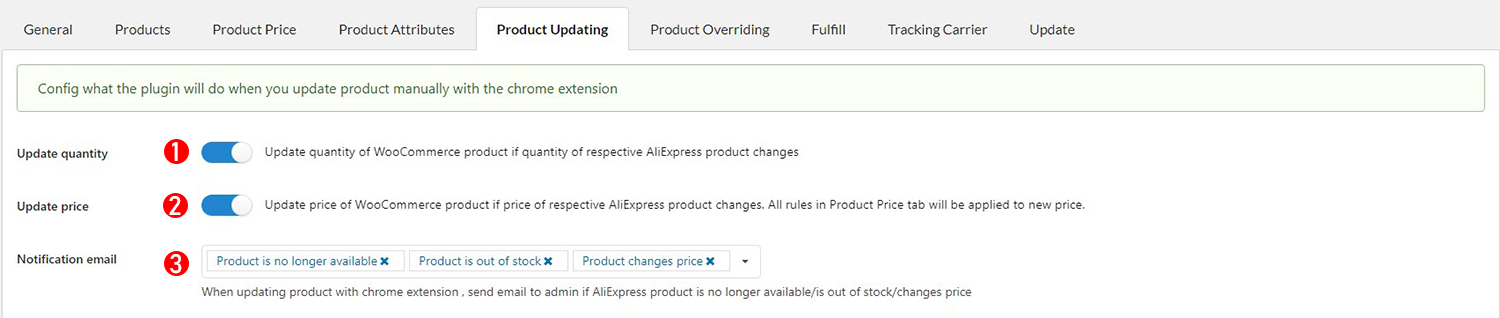 General Products Product Price Product Attributes Product Updating Product Overriding Fulfill Tracking Carrier Update
Config what the plugin will do when you update product manually with the chrome extension
Update quantity 1 Update quantity of WooCommerce product if quantity of respective AliExpress product changes
Update price 2 Update price of WooCommerce product if price of respective AliExpress product changes. All rules in Product Price tab will be applied to new price.
Notification email 3 Product is no longer available Product is out of stock Product changes price
When updating product with chrome extension , send email to admin if AliExpress product is no longer available/is out of stock/changes price